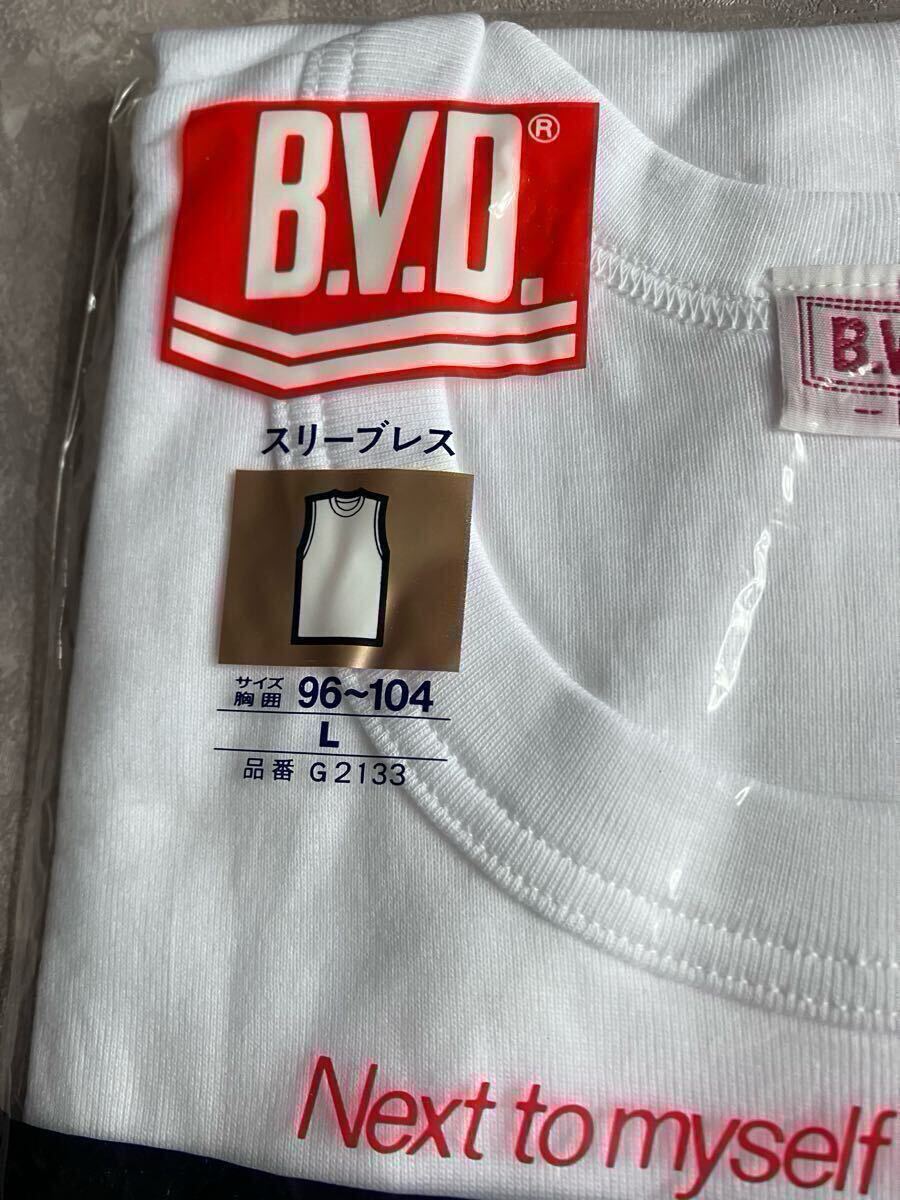 B.V.D.®
スリーブレス
サイズ
胸囲 96~104
L
品番 G2133
B.V
Next to myself